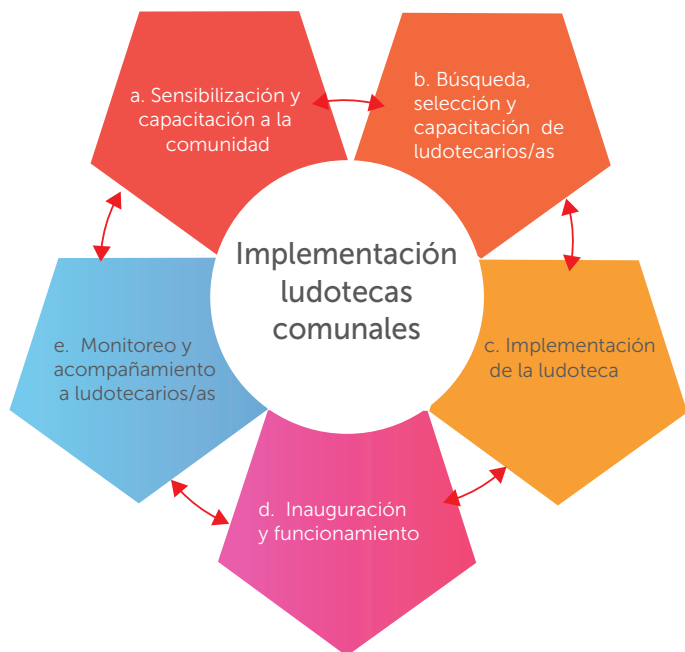 a. Sensibilización y
capacitación a la
comunidad
b. Búsqueda,
selección y
capacitación de
ludotecarios/as
Implementación
ludotecas
comunales
c. Implementación
de la ludoteca
d. Inauguración
y funcionamiento
e. Monitoreo y
acompañamiento
a ludotecarios/as